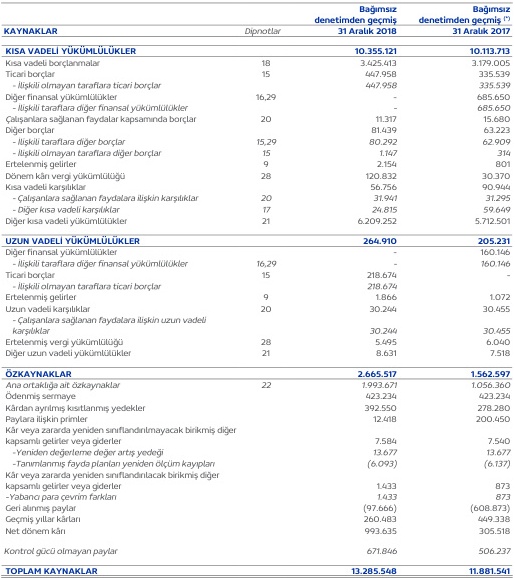 Bağımsız Bağımsız
denetimden geçmiş denetimden geçmiş (*)
KAYNAKLAR Dipnotlar 31 Aralık 2018 31 Aralık 2017
KISA VADELİ YÜKÜMLÜLÜKLER 10.355.121 10.113.713
Kısa vadeli borçlanmalar 18 3.425.413 3.179.005
Ticari borçlar 15 447.958 335.539
- İlişkili olmayan taraflara ticari borçlar 447.958 335.539
Diğer finansal yükümlülükler 16,29 - 685.650
- İlişkili taraflara diğer finansal yükümlülükler - 685.650
Çalışanlara sağlanan faydalar kapsamında borçlar 20 11.317 15.680
Diğer borçlar 81.439 63.223
- İlişkili taraflara diğer borçlar 15,29 80.292 62.909
- İlişkili olmayan taraflara diğer borçlar 15 1.147 314
Ertelenmiş gelirler 9 2.154 801
Dönem kârı vergi yükümlülüğü 28 120.832 30.370
Kısa vadeli karşılıklar 56.756 90.944
- Çalışanlara sağlanan faydalara ilişkin karşılıklar 20 31.941 31.295
- Diğer kısa vadeli karşılıklar 17 24.815 59.649
Diğer kısa vadeli yükümlülükler 21 6.209.252 5.712.501
UZUN VADELİ YÜKÜMLÜLÜKLER 264.910 205.231
Diğer finansal yükümlülükler - 160.146
- İlişkili taraflara diğer finansal yükümlülükler 16,29 - 160.146
Ticari borçlar 15 218.674 -
- İlişkili olmayan taraflara ticari borçlar 218.674
Ertelenmiş gelirler 9 1.866 1.072
Uzun vadeli karşılıklar 20 30.244 30.455
- Çalışanlara sağlanan faydalara ilişkin uzun vadeli
karşılıklar 30.244 30.455
Ertelenmiş vergi yükümlülüğü 28 5.495 6.040
Diğer uzun vadeli yükümlülükler 21 8.631 7.518
ÖZKAYNAKLAR 2.665.517 1.562.597
Ana ortaklığa ait özkaynaklar 22 1.993.671 1.056.360
Ödenmiş sermaye 423.234 423.234
Kârdan ayrılmış kısıtlanmış yedekler 392.550 278.280
Paylara ilişkin primler 12.418 200.450
Kâr veya zararda yeniden sınıflandırılmayacak birikmiş diğer
kapsamlı gelirler veya giderler 7.584 7.540
-Yeniden değerleme değer artış yedeği 13.677 13.677
-Tanımlanmış fayda planları yeniden ölçüm kayıpları (6.093) (6.137)
Kâr veya zararda yeniden sınıflandırılacak birikmiş diğer
kapsamlı gelirler veya giderler 1.433 873
-Yabancı para çevrim farkları 1.433 873
Geri alınmış paylar (97.666) (608.873)
Geçmiş yıllar kârları 260.483 449.338
Net dönem kârı 993.635 305.518
Kontrol gücü olmayan paylar 671.846 506.237
TOPLAM KAYNAKLAR 13.285.548 11.881.541